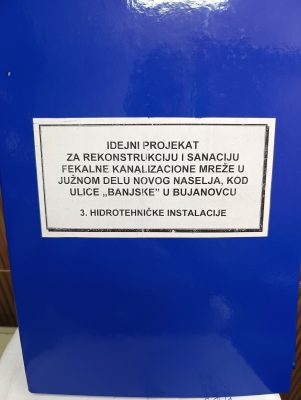 IDEJNI PROJEKAT
ZA REKONSTRUKCIJU I SANACIJU
FEKALNE KANALIZACIONE MREŽE U
JUŽNOM DELU NOVOG NASELJA, KOD
ULICE „BANJSKE” U BUJANOVCU
3. HIDROTEHNIČKE INSTALACIJE